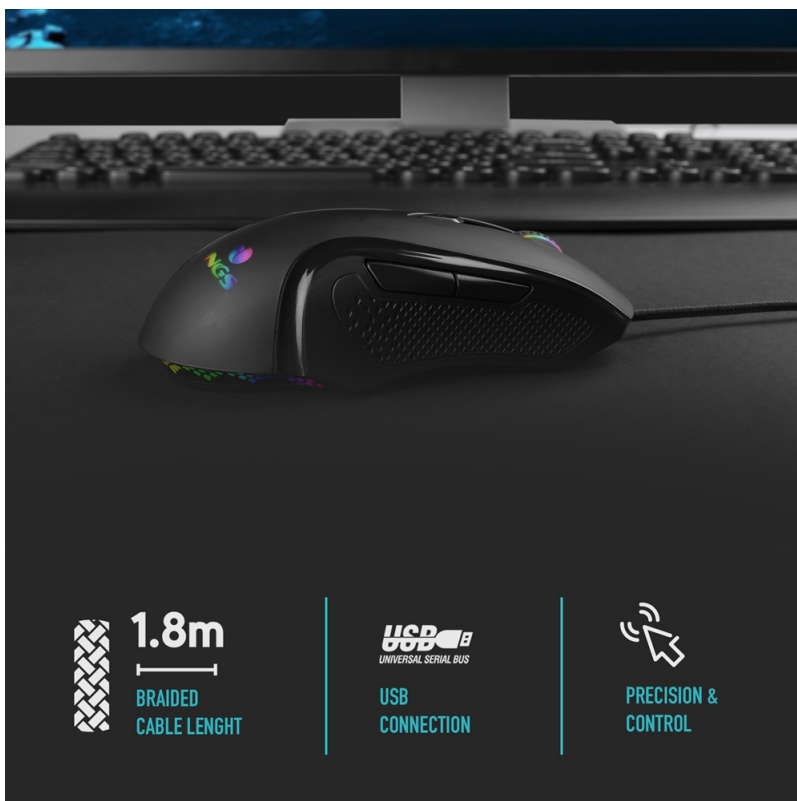 NGS
1.8m
BRAIDED
CABLE LENGHT
USB
UNIVERSAL SERIAL BUS
USB
CONNECTION
PRECISION &
CONTROL